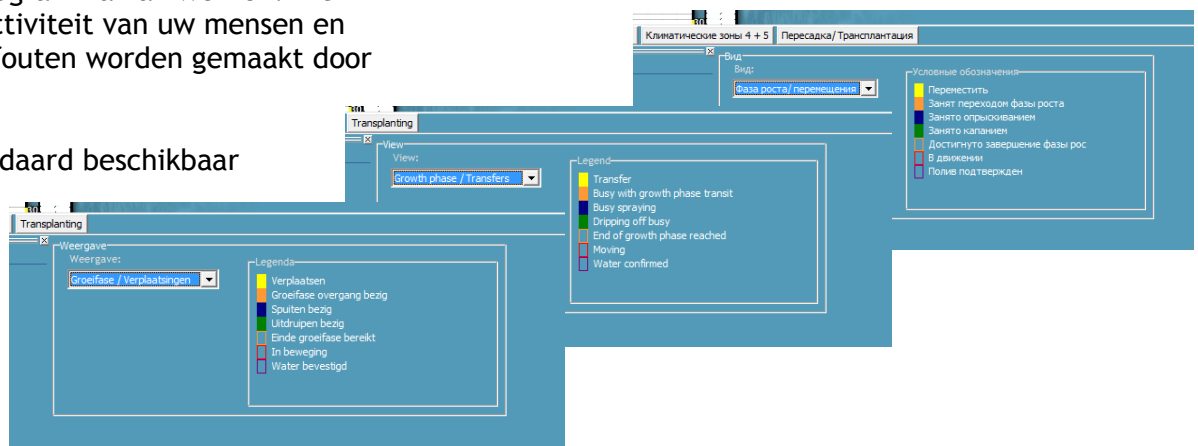 ctiviteit van uw mensen en
outen worden gemaakt door
daard beschikbaar
Климатические зоны 4 + 5 Пересадка/Трансплантация
Вид
Вид:
Фаза роста/перемещения
Условные обозначения
Переместить
Занят переходом фазы роста
Занято опрыскиванием
Занято капанием
Достигнуто завершение фазы рос
В движении
Полив подтвержден
Transplanting
View
View:
Growth phase / Transfers
Legend
Transfer
Busy with growth phase transit
Busy spraying
Dripping off busy
End of growth phase reached
Moving
Water confirmed
Transplanting
Weergave
Weergave:
Groeifase / Verplaatsingen
Legenda
Verplaatsen
Groeifase overgang bezig
Spuiten bezig
Uitdruipen bezig
Einde groeifase bereikt
In beweging
Water bevestigd